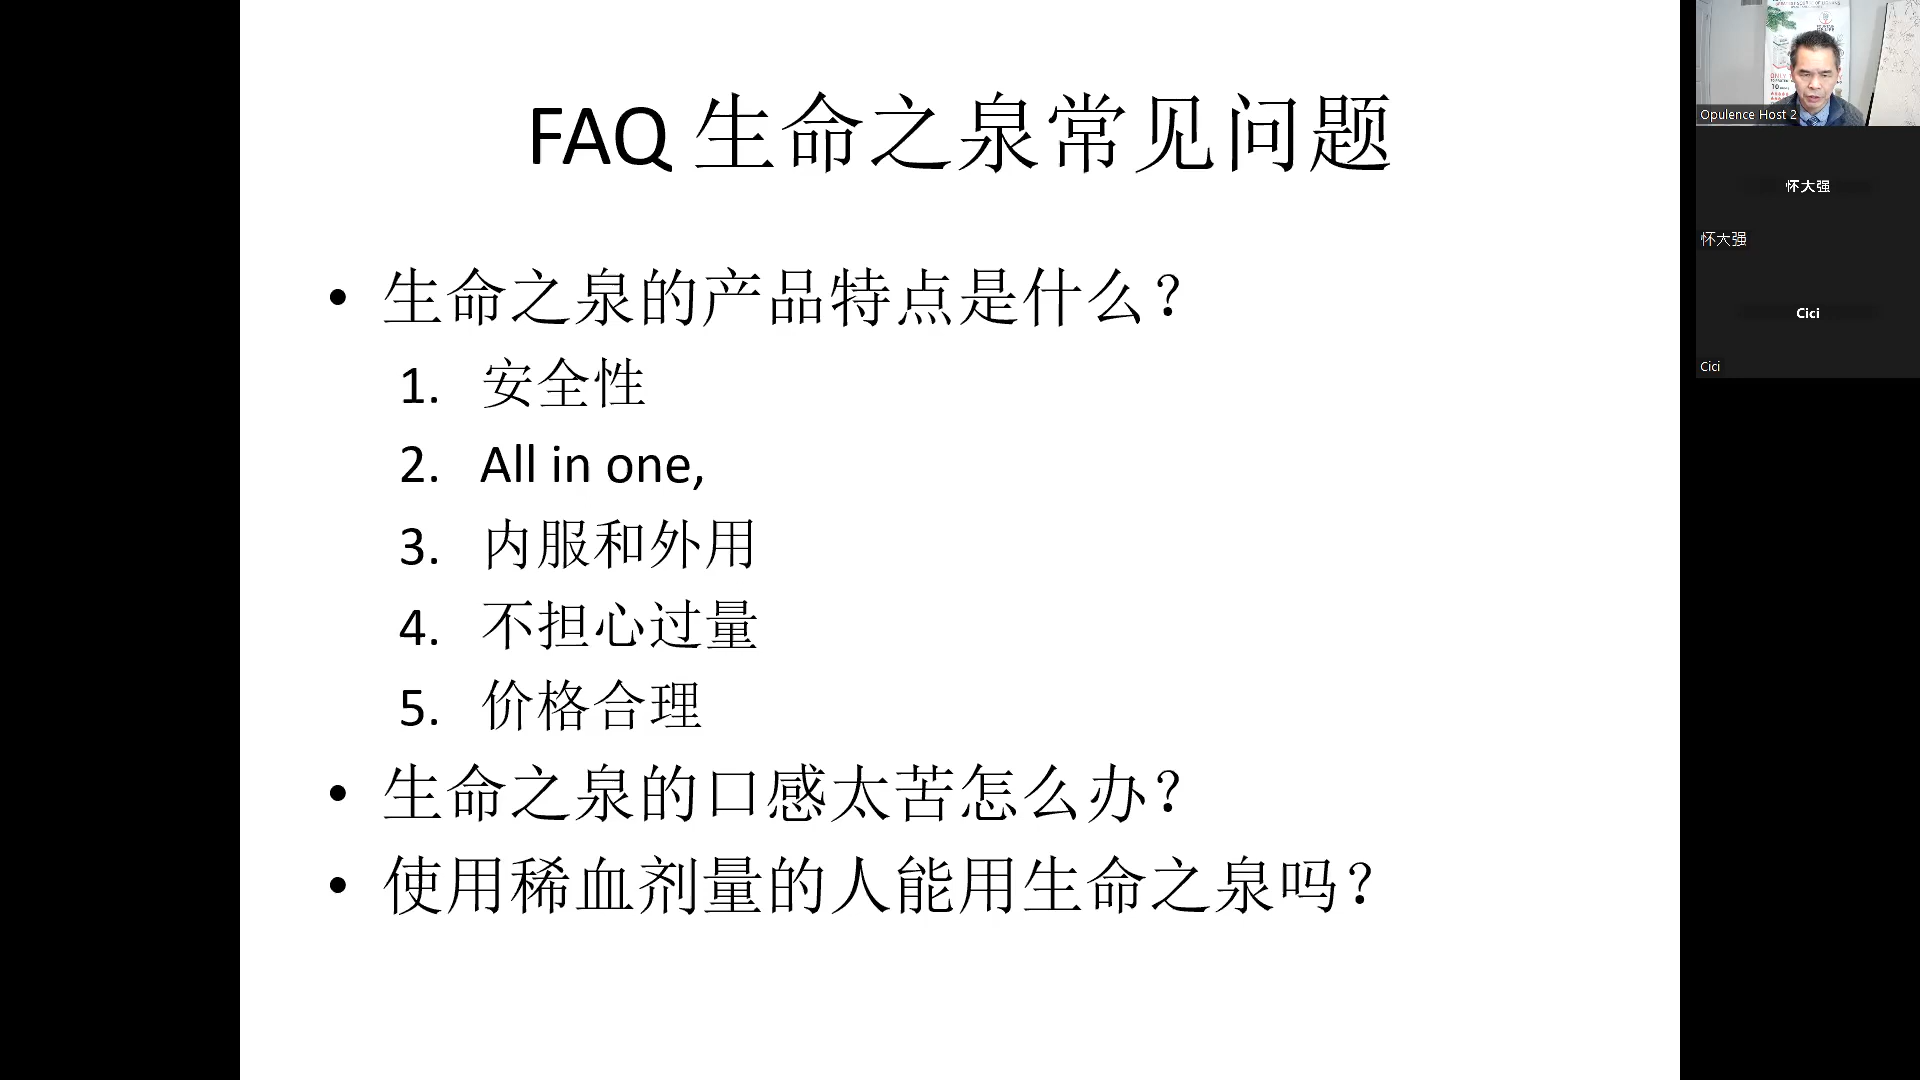 FAQ 生命之泉常见问题
• 生命之泉的产品特点是什么？
1. 安全性
2. All in one,
3. 内服和外用
4. 不担心过量
5. 价格合理
• 生命之泉的口感太苦怎么办？
• 使用稀血剂量的人能用生命之泉吗？
Opulence Host 2
怀大强
怀大强
Cici
Cici